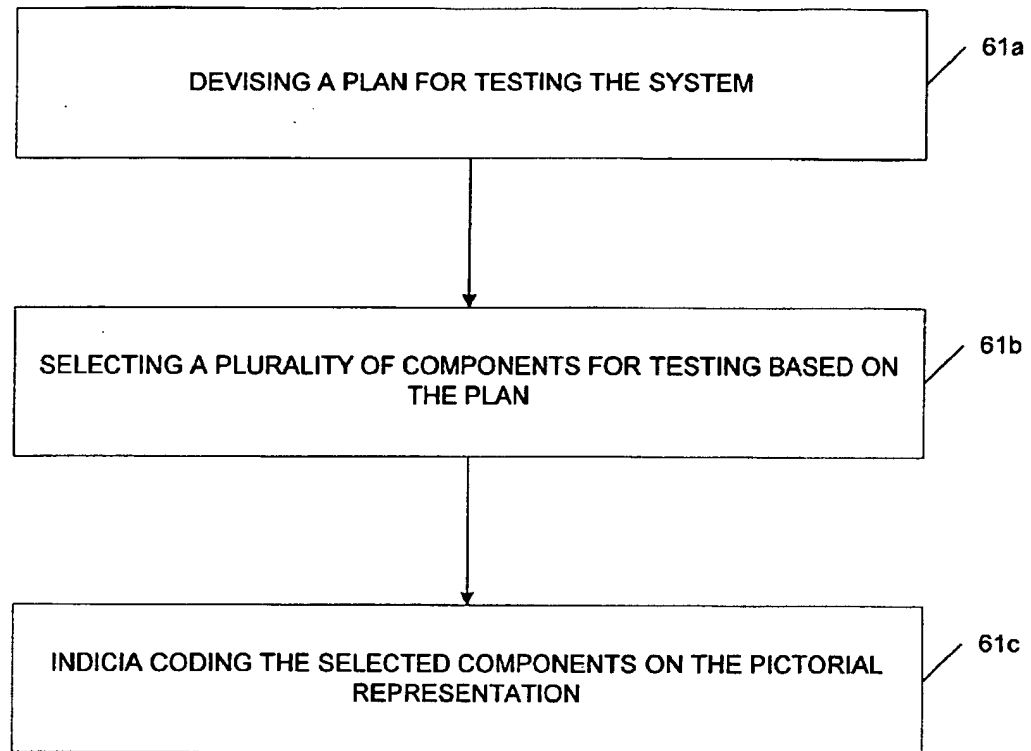 DEVISING A PLAN FOR TESTING THE SYSTEM
61a
SELECTING A PLURALITY OF COMPONENTS FOR TESTING BASED ON
THE PLAN
61b
INDICIA CODING THE SELECTED COMPONENTS ON THE PICTORIAL
REPRESENTATION
61c